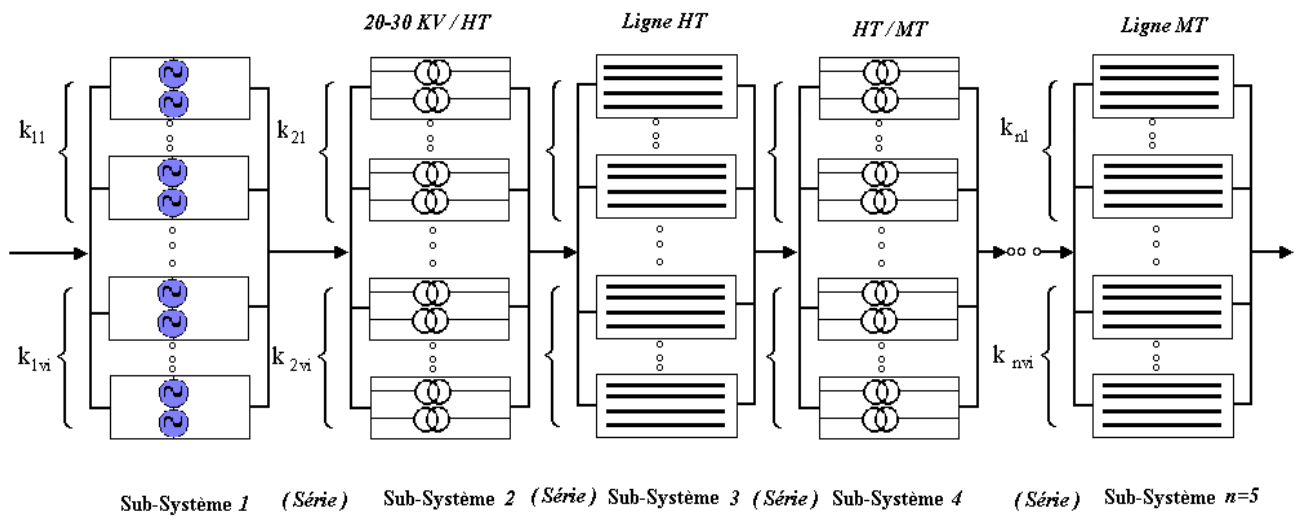 20-30 KV / HT
Ligne HT
HT / MT
Ligne MT
k11
k21
kn1
k1vi
k2vi
k nvi
Sub-Système 1
(Série)
Sub-Système 2
(Série)
Sub-Système 3
(Série)
Sub-Système 4
(Série)
Sub-Système n=5